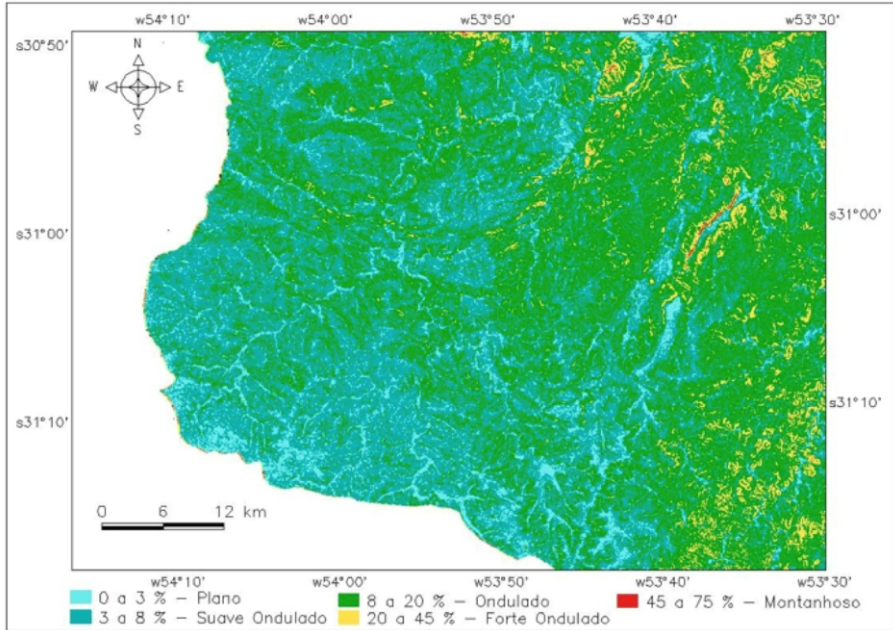 w54°10' w54°00' w53°50' w53°40' w53°30'
s30°50'
N
W E
S
s31°00' s31°00'
s31°10' s31°10'
0 6 12 km
w54°10' w54°00' w53°50' w53°40' w53°30'
0 a 3 % – Plano 8 a 20 % – Ondulado 45 a 75 % – Montanhoso
3 a 8 % – Suave Ondulado 20 a 45 % – Forte Ondulado